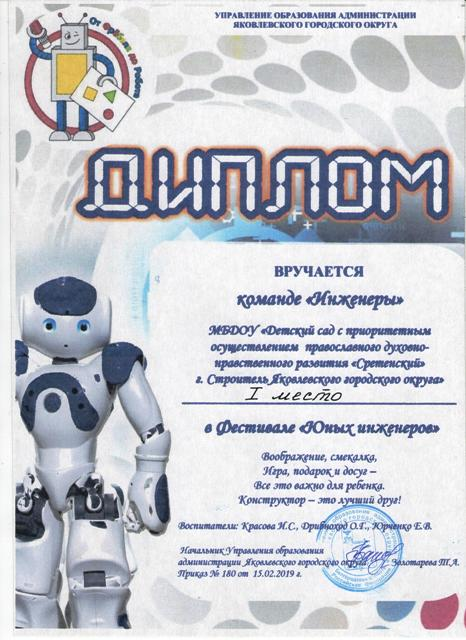 УПРАВЛЕНИЕ ОБРАЗОВАНИЯ АДМИНИСТРАЦИИ
ЯКОВЛЕВСКОГО ГОРОДСКОГО ОКРУГА
От Фрёбеля до Робота
ДИПЛОМ
ВРУЧАЕТСЯ
команде «Инженеры»
МБДОУ «Детский сад с приоритетным
осуществлением православного духовно-
нравственного развития «Сретенский»
г. Строитель Яковлевского городского округа»
I место
в Фестивале «Юных инженеров»
Воображение, смекалка,
Игра, подарок и досуг –
Все это важно для ребенка.
Конструктор – это лучший друг!
Воспитатели: Красова Н.С., Дрибноход О.Г., Юрченко Е.В.
Начальник Управления образования
администрации Яковлевского городского округа Золотарева Т.А.
Приказ № 180 от 15.02.2019 г.